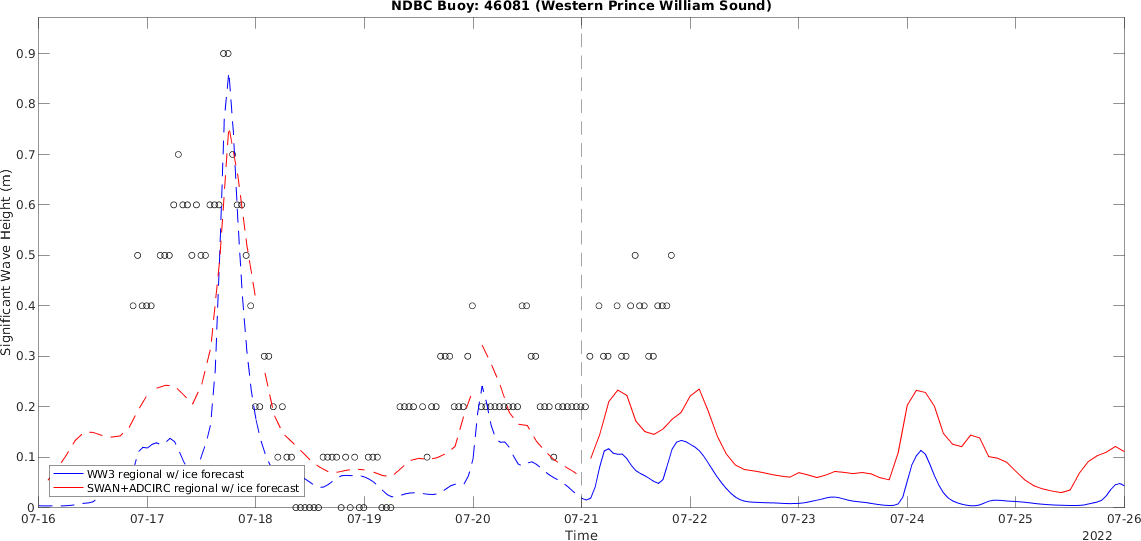 NDBC Buoy: 46081 (Western Prince William Sound)
Significant Wave Height (m)
0.9
0.8
0.7
0.6
0.5
0.4
0.3
0.2
0.1
0
WW3 regional w/ ice forecast
SWAN+ADCIRC regional w/ ice forecast
07-16 07-17 07-18 07-19 07-20 07-21 07-22 07-23 07-24 07-25 07-26
Time
2022